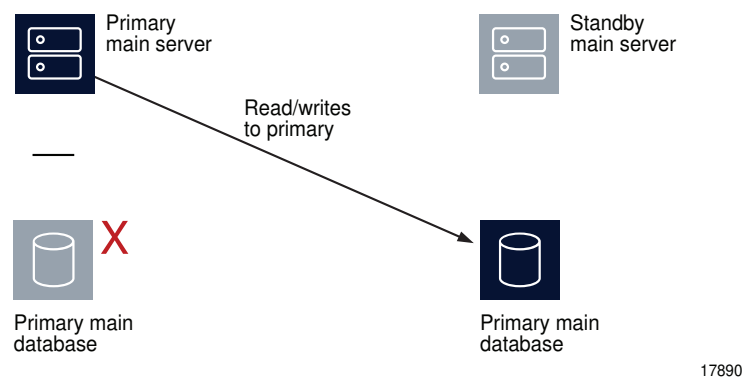 Primary
main server
Standby
main server
Read/writes
to primary
X
Primary main
database
Primary main
database
17890